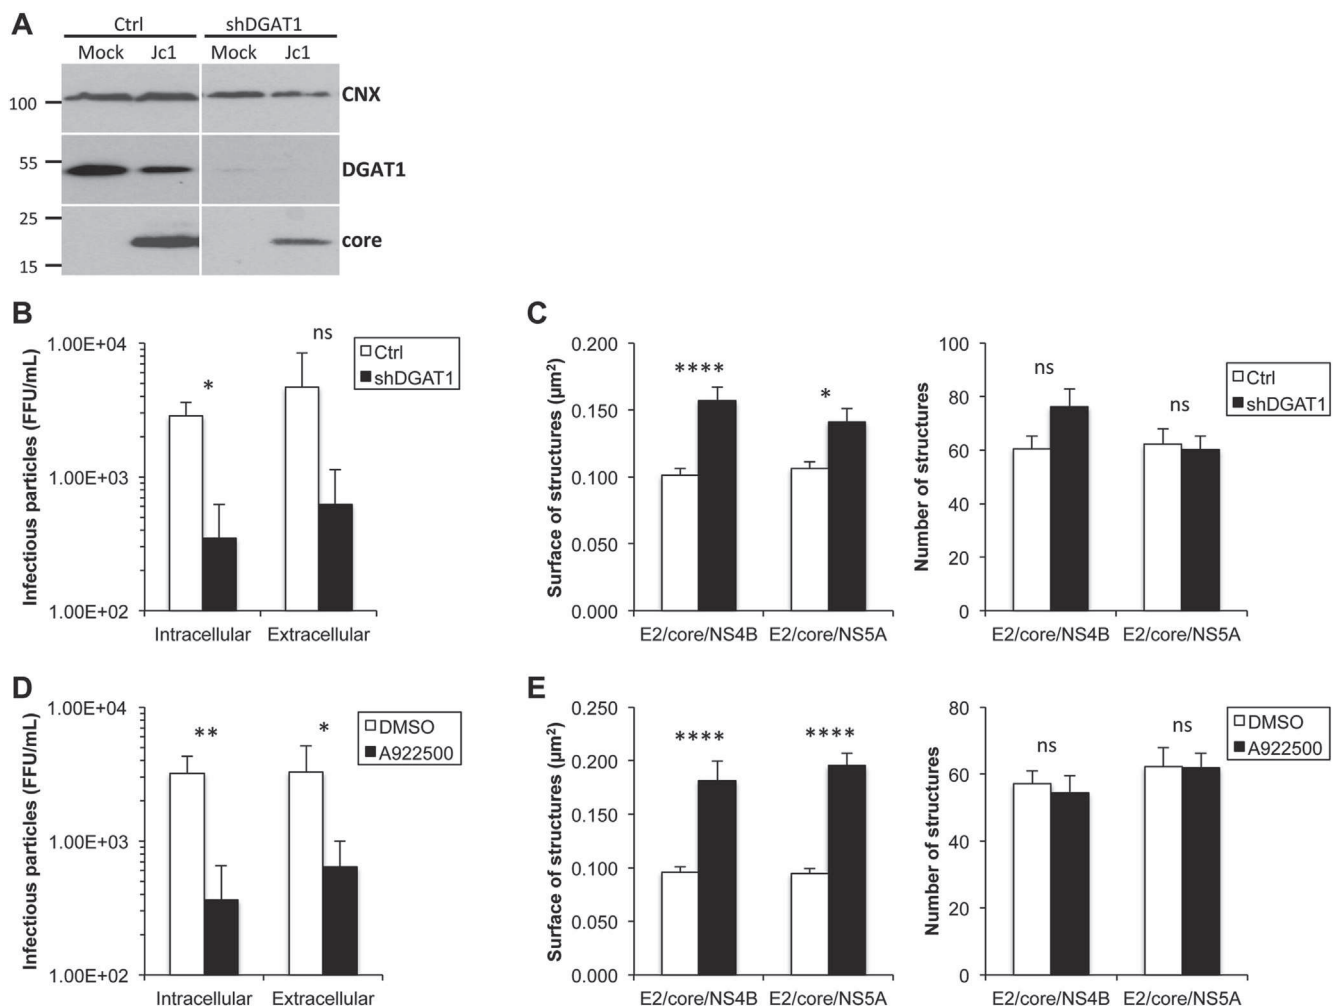 A
Ctrl shDGAT1
Mock Jc1 Mock Jc1
100 CNX
55 DGAT1
25
core
15
B
Infectious particles (FFU/mL)
1.00E+04
1.00E+03
1.00E+02
* ns
Ctrl
shDGAT1
Intracellular Extracellular
C
Surface of structures (µm²)
0.200
0.150
0.100
0.050
0.000
**** *
E2/core/NS4B E2/core/NS5A
Number of structures
100
80
60
40
20
0
ns ns
Ctrl
shDGAT1
E2/core/NS4B E2/core/NS5A
D
Infectious particles (FFU/mL)
1.00E+04
1.00E+03
1.00E+02
** *
DMSO
A922500
Intracellular Extracellular
E
Surface of structures (µm²)
0.250
0.200
0.150
0.100
0.050
0.000
**** ****
E2/core/NS4B E2/core/NS5A
Number of structures
80
60
40
20
0
ns ns
DMSO
A922500
E2/core/NS4B E2/core/NS5A